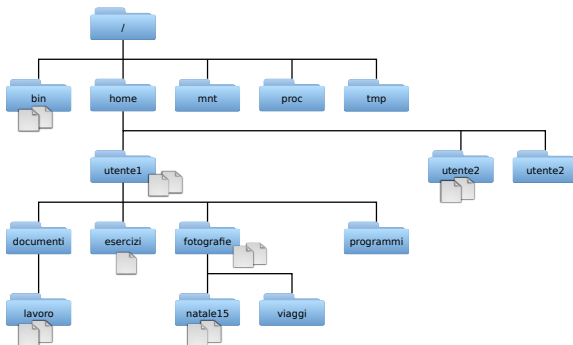 /
bin
home
mnt
proc
tmp
utente1
utente2
utente2
documenti
esercizi
fotografie
programmi
lavoro
natale15
viaggi